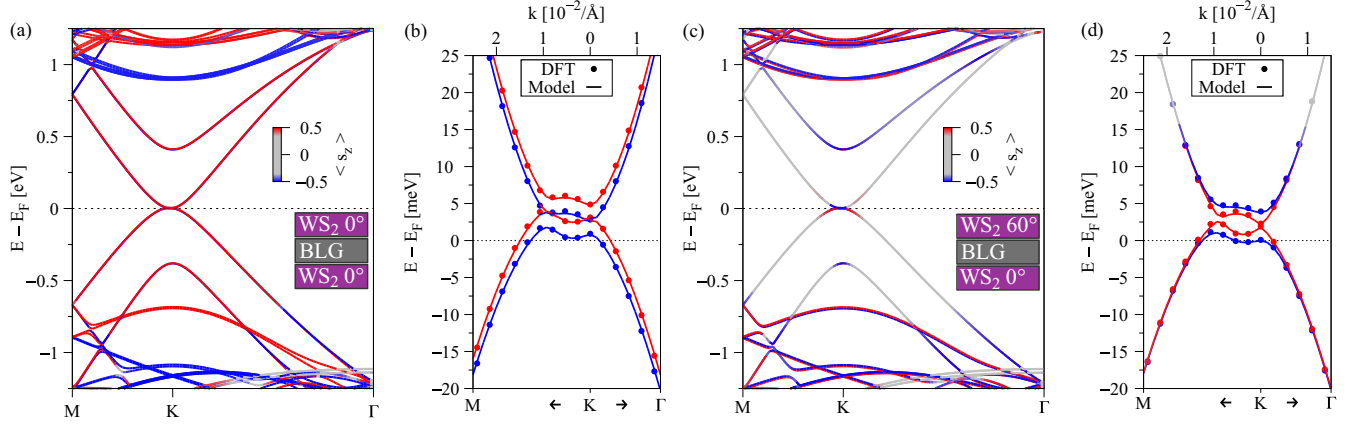 (a)
1
0.5
0
−0.5
−1
E − E_F [eV]
0.5
0
−0.5
< s_z >
WS₂ 0°
BLG
WS₂ 0°
M
K
Γ
(b)
k [10⁻²/Å]
2
1
0
1
DFT
Model
25
20
15
10
5
0
−5
−10
−15
−20
E − E_F [meV]
M
←
K
→
Γ
(c)
1
0.5
0
−0.5
−1
E − E_F [eV]
0.5
0
−0.5
< s_z >
WS₂ 60°
BLG
WS₂ 0°
M
K
Γ
(d)
k [10⁻²/Å]
2
1
0
1
DFT
Model
25
20
15
10
5
0
−5
−10
−15
−20
E − E_F [meV]
M
←
K
→
Γ